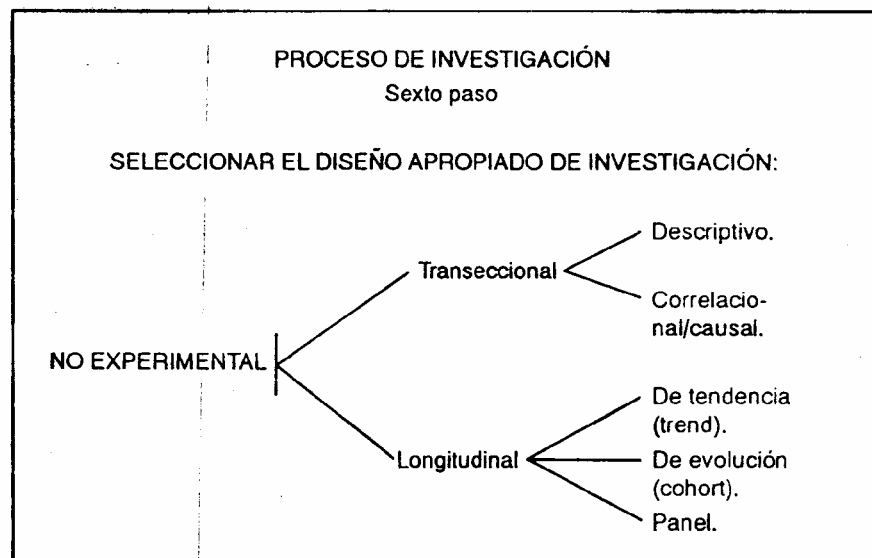 PROCESO DE INVESTIGACIÓN
Sexto paso
SELECCIONAR EL DISEÑO APROPIADO DE INVESTIGACIÓN:
Descriptivo.
Transeccional
Correlacio-
nal/causal.
NO EXPERIMENTAL
De tendencia
(trend).
Longitudinal
De evolución
(cohort).
Panel.